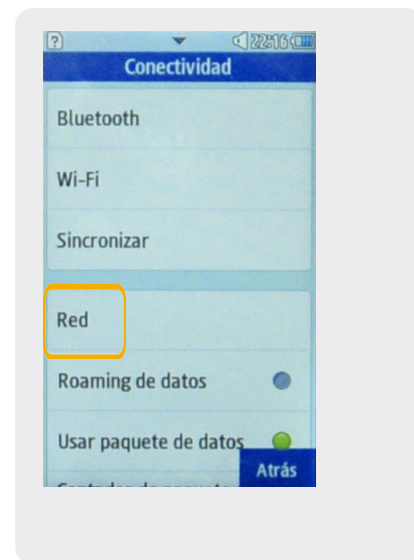 ?
22:16
Conectividad
Bluetooth
Wi-Fi
Sincronizar
Red
Roaming de datos
Usar paquete de datos
Atrás